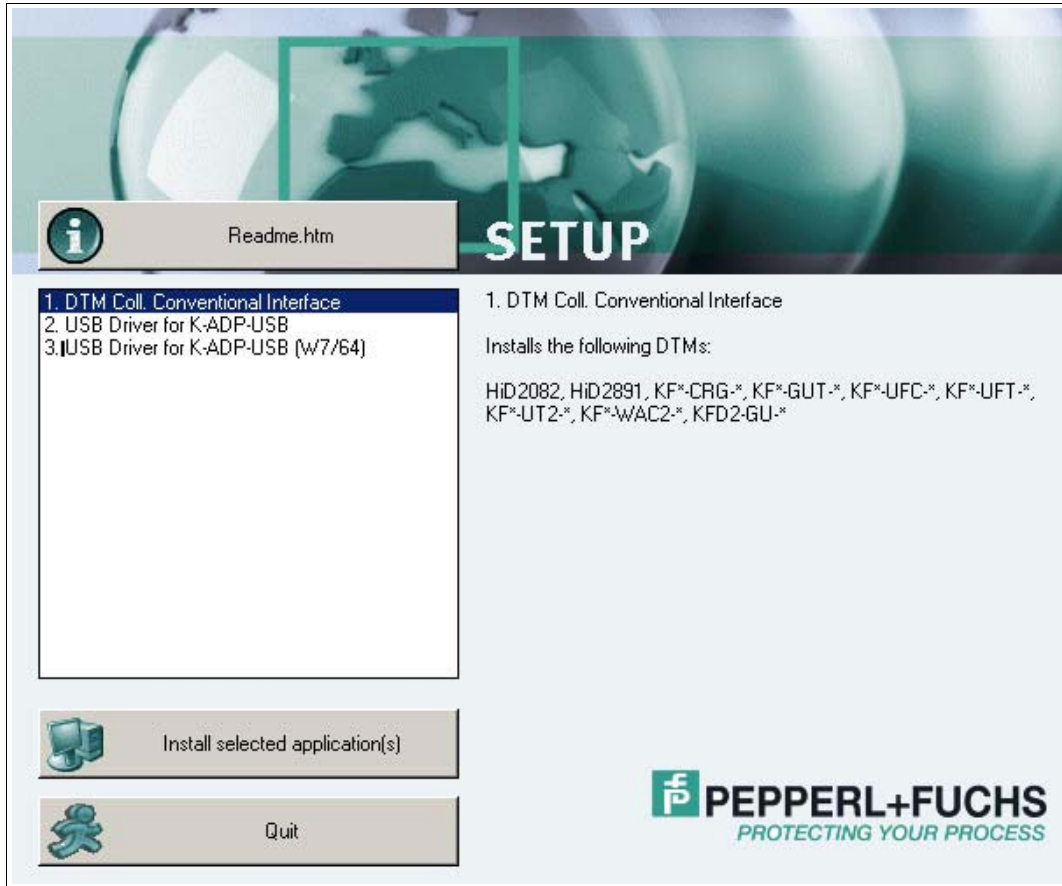 Readme.htm
SETUP
1. DTM Coll. Conventional Interface
2. USB Driver for K-ADP-USB
3. USB Driver for K-ADP-USB (W7/64)
1. DTM Coll. Conventional Interface
Installs the following DTMs:
HiD2082, HiD2891, KF*-CRG-*, KF*-GUT-*, KF*-UFC-*, KF*-UFT-*,
KF*-UT2-*, KF*-WAC2-*, KFD2-GU-*
Install selected application(s)
Quit
PEPPERL+FUCHS
PROTECTING YOUR PROCESS